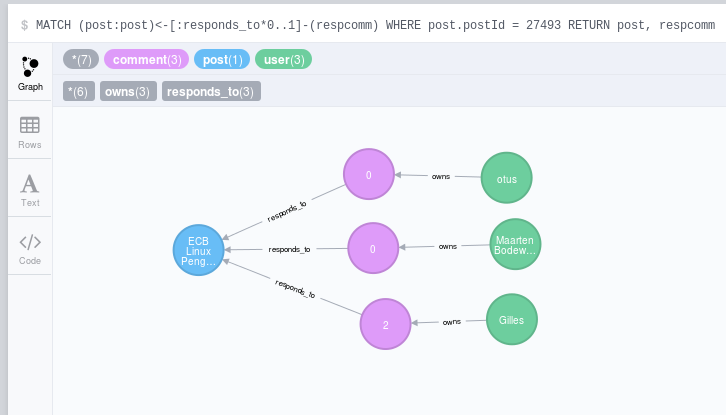 $ MATCH (post:post)<-[:responds_to*0..1]-(respcomm) WHERE post.postId = 27493 RETURN post, respcomm
*(7) comment(3) post(1) user(3)
*(6) owns(3) responds_to(3)
Graph
Rows
A
Text
</>
Code
0
owns
otus
responds_to
ECB
Linux
Peng...
responds_to
0
owns
Maarten
Bodew...
responds_to
2
owns
Gilles